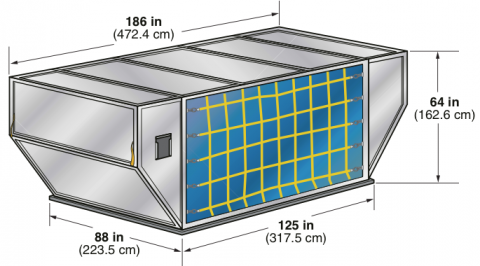 186 in
(472.4 cm)
64 in
(162.6 cm)
125 in
(317.5 cm)
88 in
(223.5 cm)